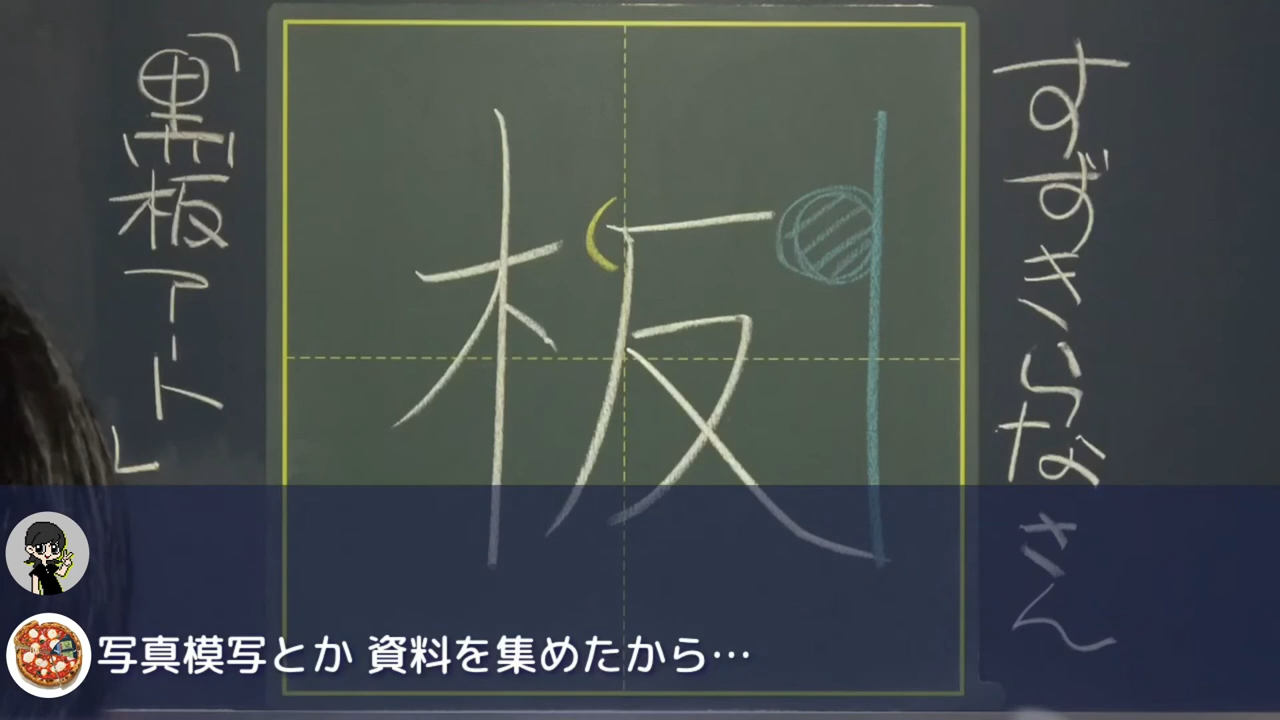 すずきらなさん
板
「黒板アート」
写真模写とか 資料を集めたから…